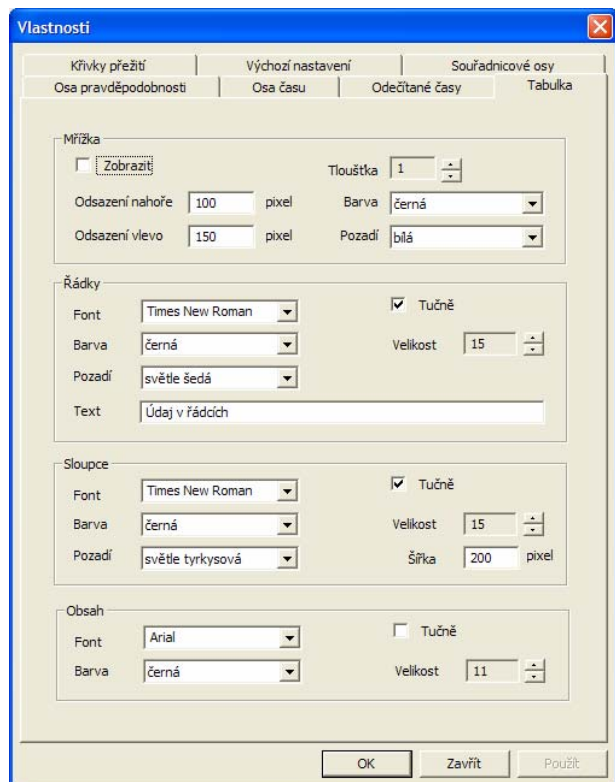 Vlastnosti
Křivky přežití Výchozí nastavení Souřadnicové osy
Osa pravděpodobnosti Osa času Odečítané časy Tabulka
Mřížka
Zobrazit Tloušťka 1
Odsazení nahoře 100 pixel Barva černá
Odsazení vlevo 150 pixel Pozadí bílá
Řádky
Font Times New Roman Tučně
Barva černá Velikost 15
Pozadí světle šedá
Text Údaj v řádcích
Sloupce
Font Times New Roman Tučně
Barva černá Velikost 15
Pozadí světle tyrkysová Šířka 200 pixel
Obsah
Font Arial Tučně
Barva černá Velikost 11
OK Zavřít Použít